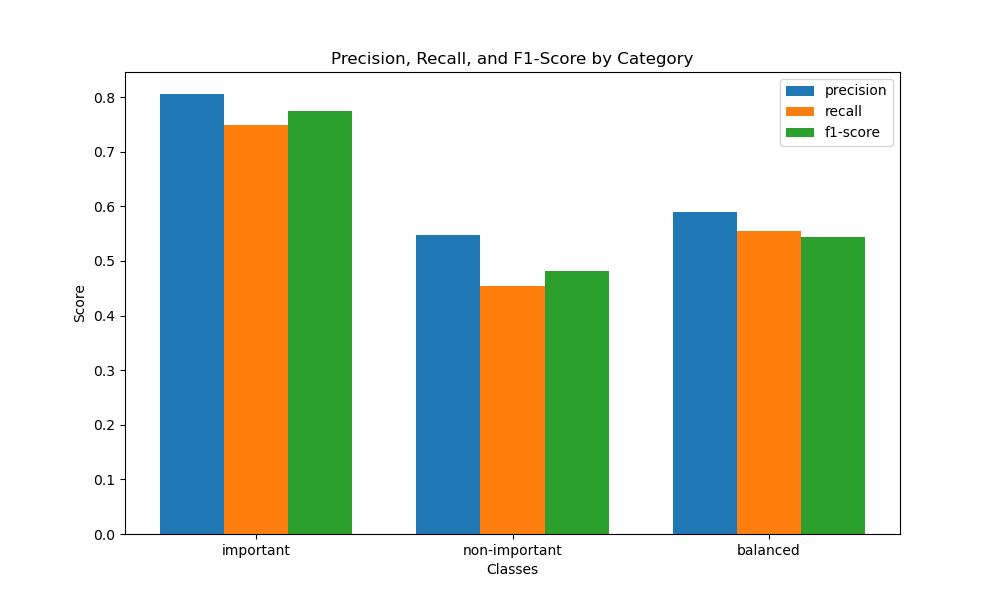 Precision, Recall, and F1-Score by Category
precision
recall
f1-score
0.8
0.7
0.6
0.5
0.4
0.3
0.2
0.1
0.0
Score
important
non-important
balanced
Classes